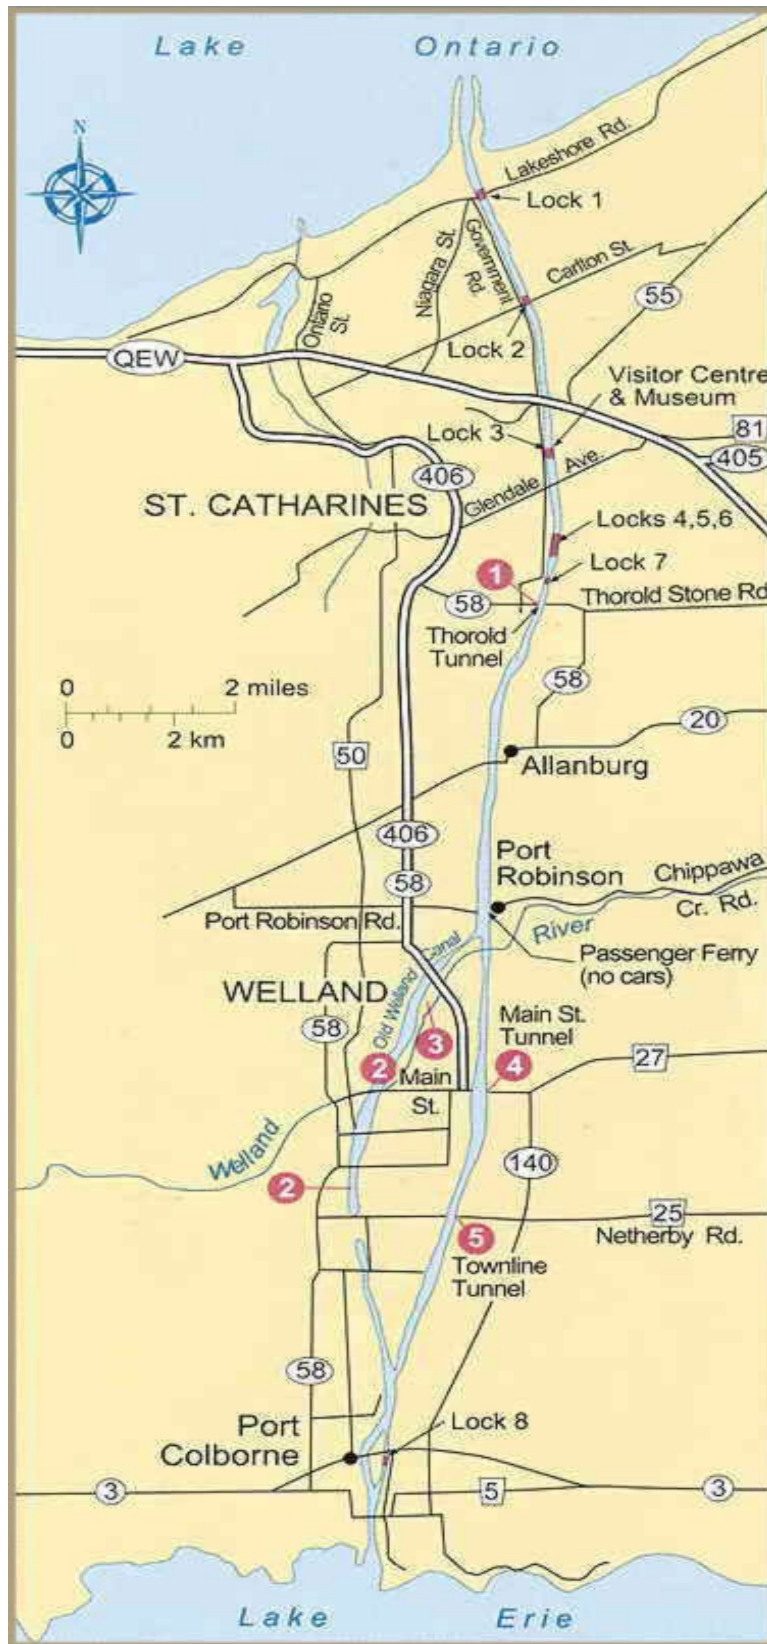 Lake Ontario
N
Lakeshore Rd.
Lock 1
Niagara St.
Government Rd.
Carlton St.
55
Ontario St.
Lock 2
QEW
Visitor Centre
& Museum
81
Lock 3
405
406
Glendale Ave.
ST. CATHARINES
Locks 4,5,6
Lock 7
1
58
Thorold Stone Rd
Thorold
Tunnel
0 2 miles
0 2 km
58
20
50
Allanburg
406
Port
Robinson
Chippawa
Cr. Rd.
58
Port Robinson Rd.
River
Passenger Ferry
(no cars)
Old Welland Canal
WELLAND
58
3
Main St.
Tunnel
27
2
Main
St.
4
Welland
140
2
25
Netherby Rd.
5
Townline
Tunnel
58
Port
Colborne
Lock 8
3
5
3
Lake Erie